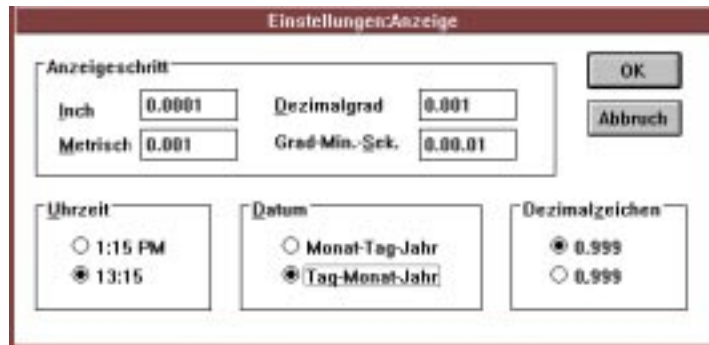 Einstellungen:Anzeige
Anzeigeschritt
Inch 0.0001
Dezimalgrad 0.001
Metrisch 0.001
Grad-Min.-Sek. 0.00.01
OK
Abbruch
Uhrzeit
1:15 PM
13:15
Datum
Monat-Tag-Jahr
Tag-Monat-Jahr
Dezimalzeichen
0.999
0,999